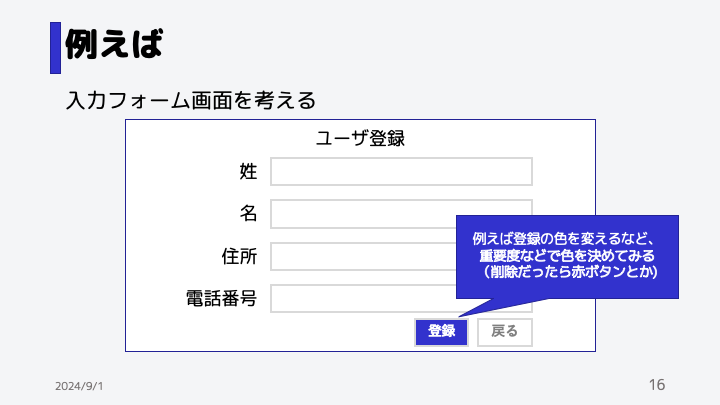 例えば
入力フォーム画面を考える
ユーザ登録
姓
名
住所
電話番号
例えば登録の色を変えるなど、
重要度などで色を決めてみる
（削除だったら赤ボタンとか）
登録
戻る
2024/9/1
16